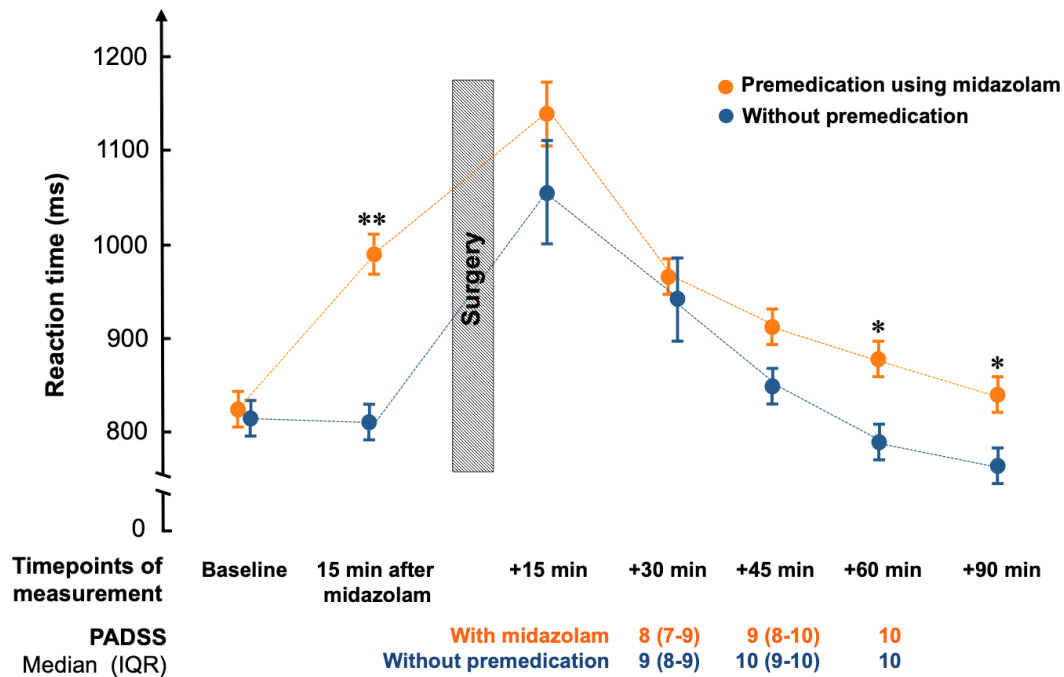 1200
1100
1000
900
800
0
Reaction time (ms)
Premedication using midazolam
Without premedication
**
Surgery
*
*
Timepoints of
measurement
Baseline
15 min after
midazolam
+15 min
+30 min
+45 min
+60 min
+90 min
PADSS
Median (IQR)
With midazolam 8 (7-9) 9 (8-10) 10
Without premedication 9 (8-9) 10 (9-10) 10